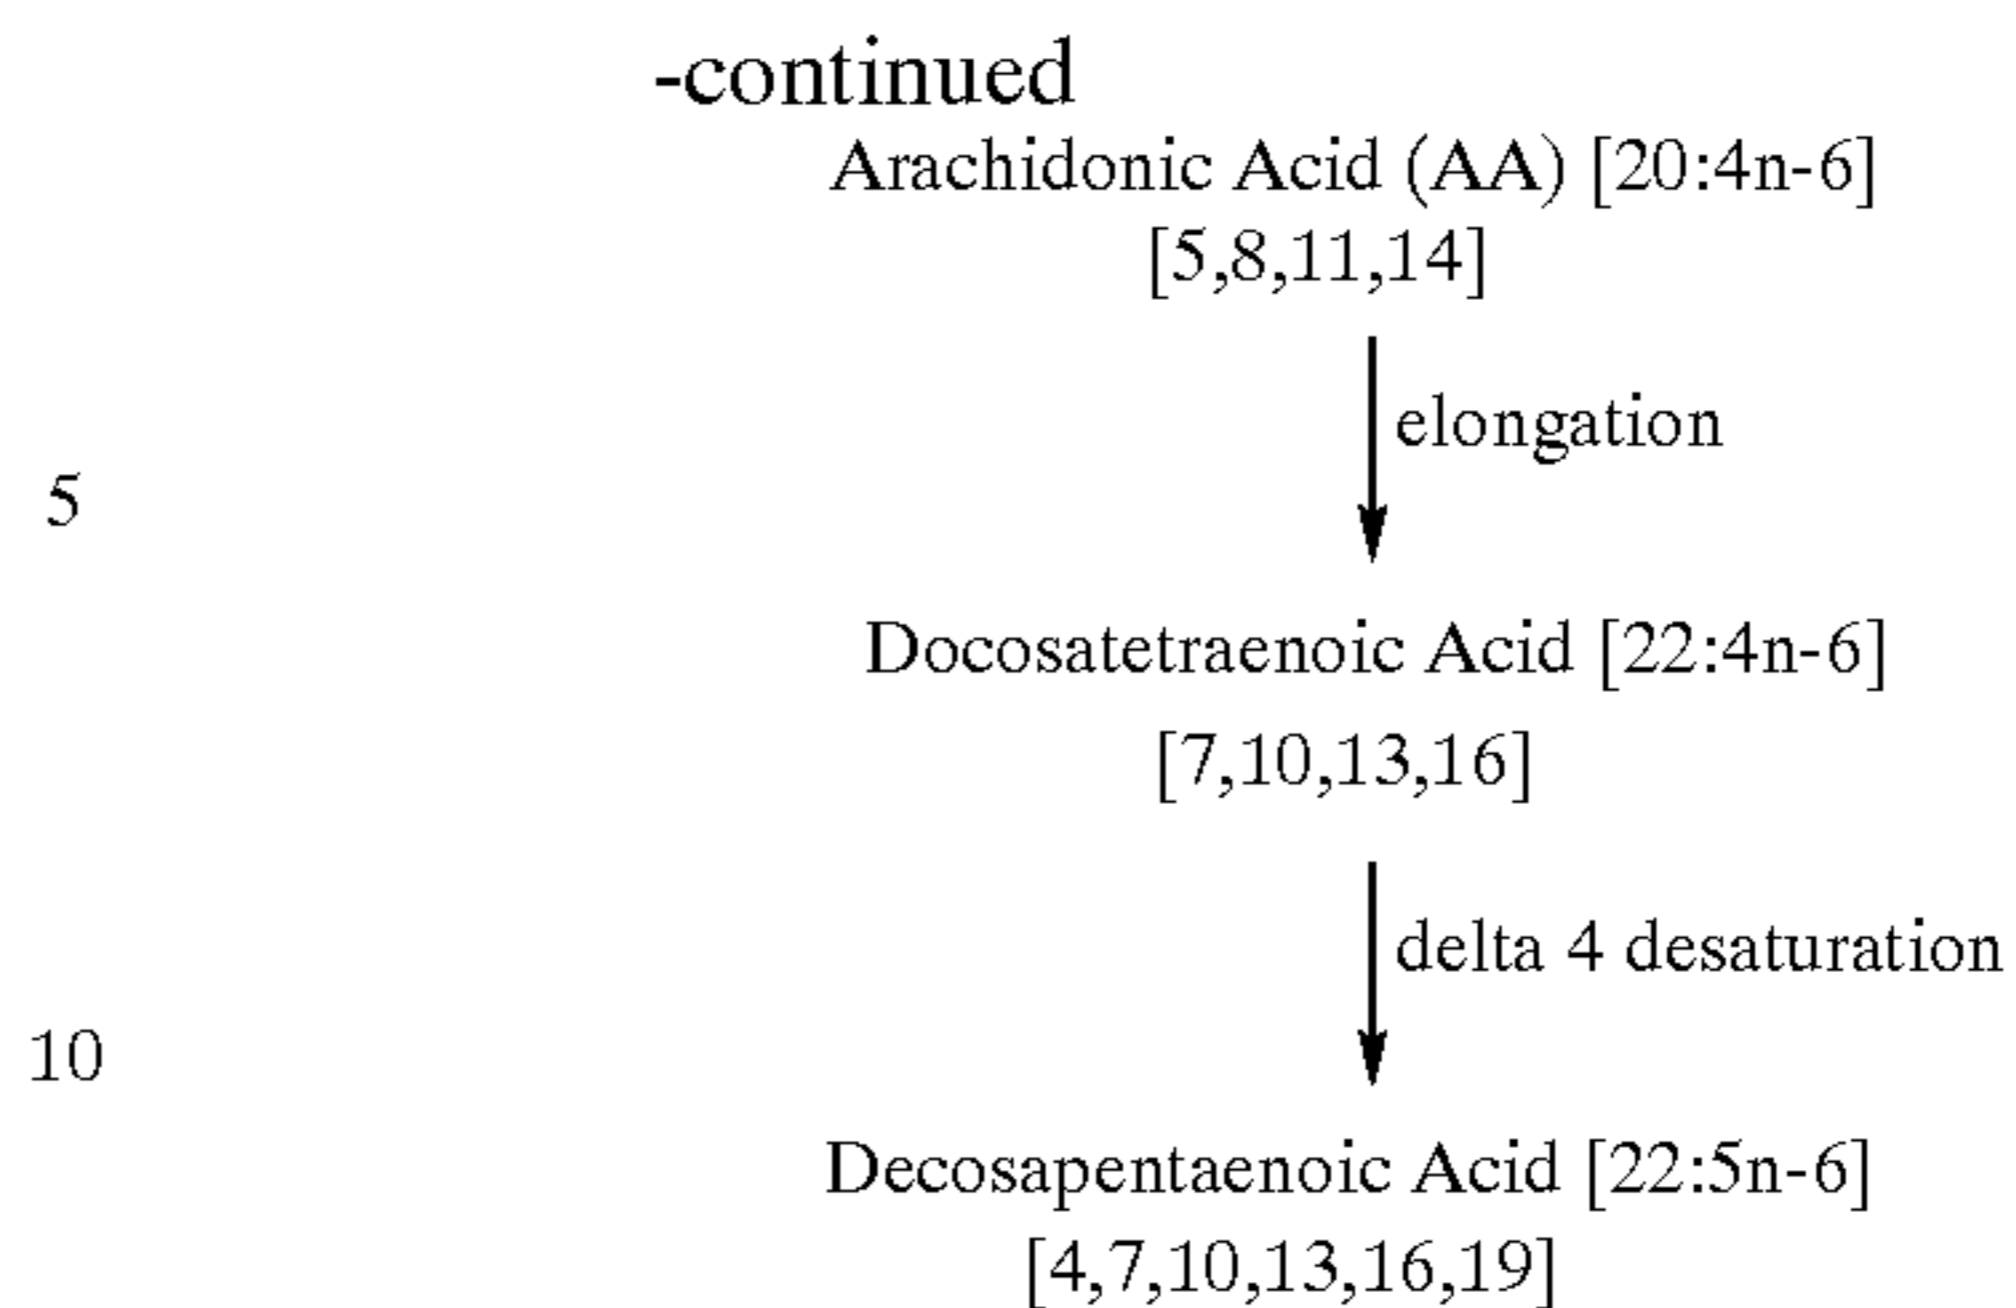 -continued
Arachidonic Acid (AA) [20:4n-6]
[5,8,11,14]
elongation
5
Docosatetraenoic Acid [22:4n-6]
[7,10,13,16]
delta 4 desaturation
10
Decosapentaenoic Acid [22:5n-6]
[4,7,10,13,16,19]